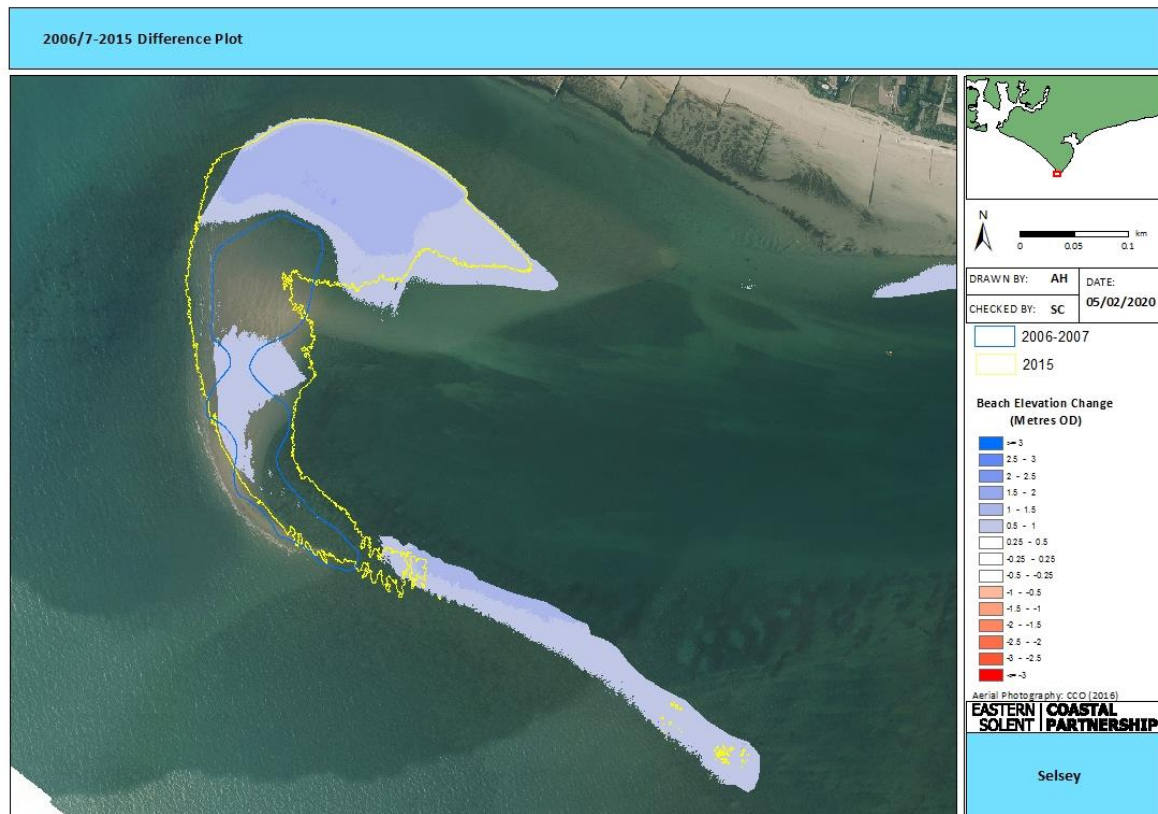 2006/7-2015 Difference Plot
N
km
0 0.05 0.1
DRAWN BY: AH
DATE:
05/02/2020
CHECKED BY: SC
2006-2007
2015
Beach Elevation Change
(Metres OD)
>= 3
2.5 - 3
2 - 2.5
1.5 - 2
1 - 1.5
0.5 - 1
0.25 - 0.5
-0.25 - 0.25
-0.5 - -0.25
-1 - -0.5
-1.5 - -1
-2 - -1.5
-2.5 - -2
-3 - -2.5
<= -3
Aerial Photography: CCO (2016)
EASTERN COASTAL
SOLENT PARTNERSHIP
Selsey